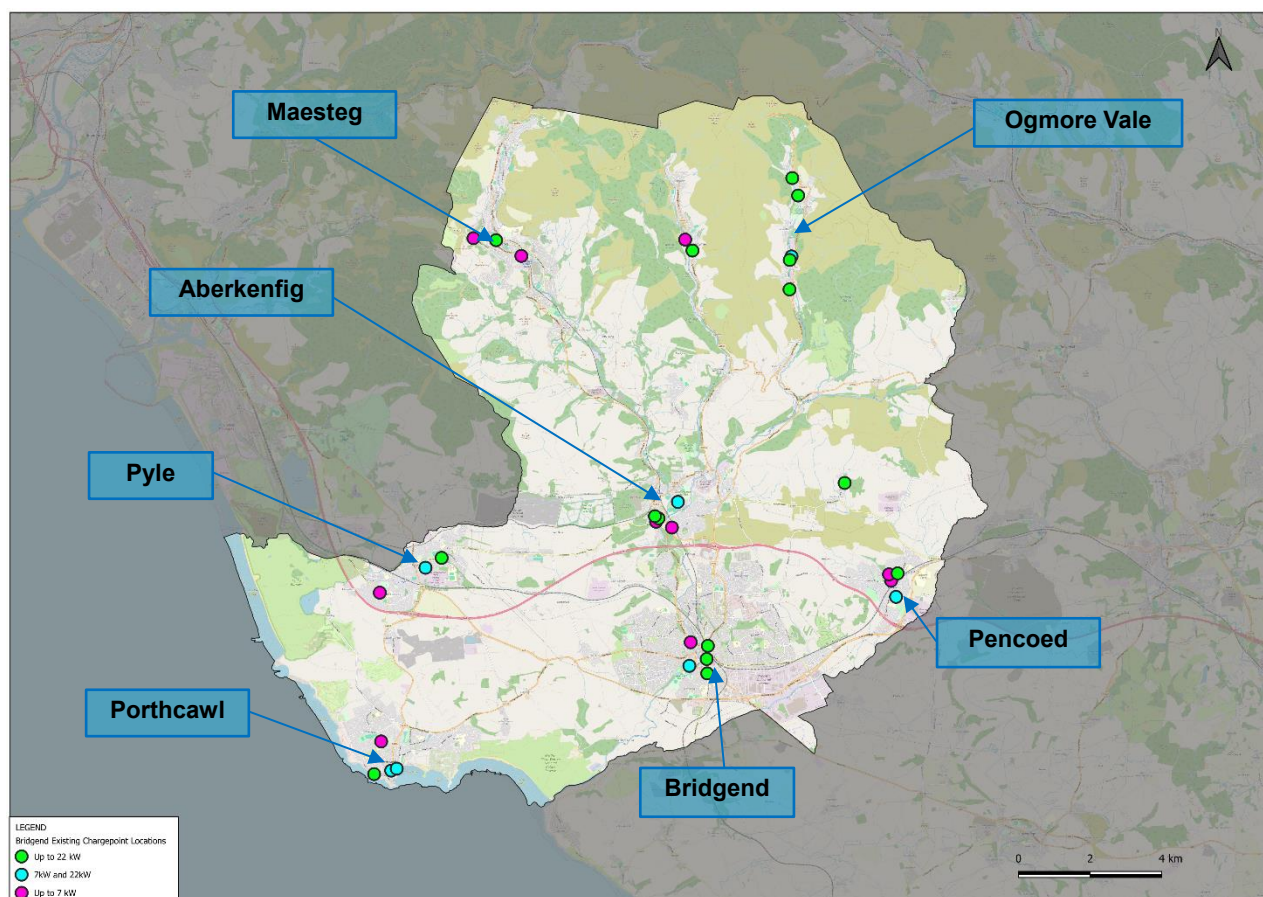 N
Maesteg
Ogmore Vale
Aberkenfig
Pyle
Pencoed
Porthcawl
Bridgend
LEGEND
Bridgend Existing Chargepoint Locations
Up to 22 kW
7kW and 22kW
Up to 7 kW
0 2 4 km